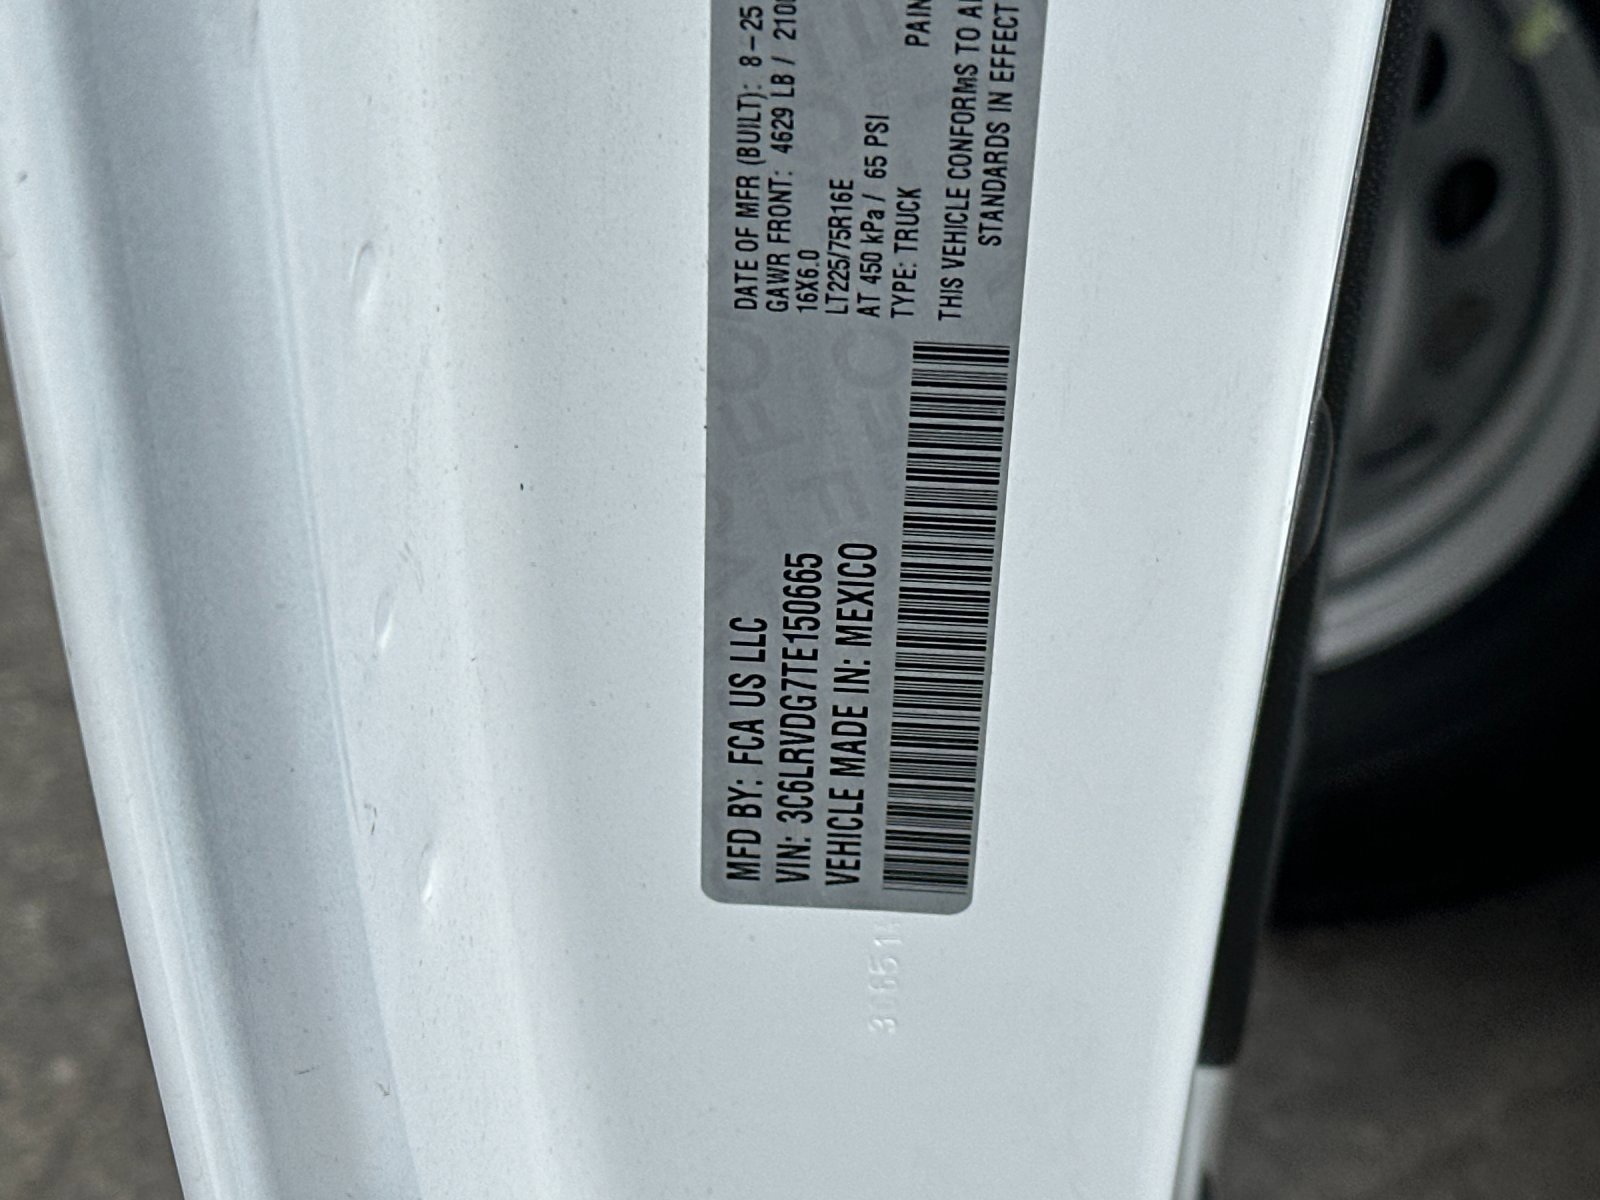 MFD BY: FCA US LLC
VIN: 3C6LRVDG7TE150665
VEHICLE MADE IN: MEXICO
DATE OF MFR (BUILT): 8-25
GAWR FRONT: 4629 LB /
16X6.0
LT225/75R16E
AT 450 kPa / 65 PSI
TYPE: TRUCK
THIS VEHICLE CONFORMS TO
STANDARDS IN EFFECT